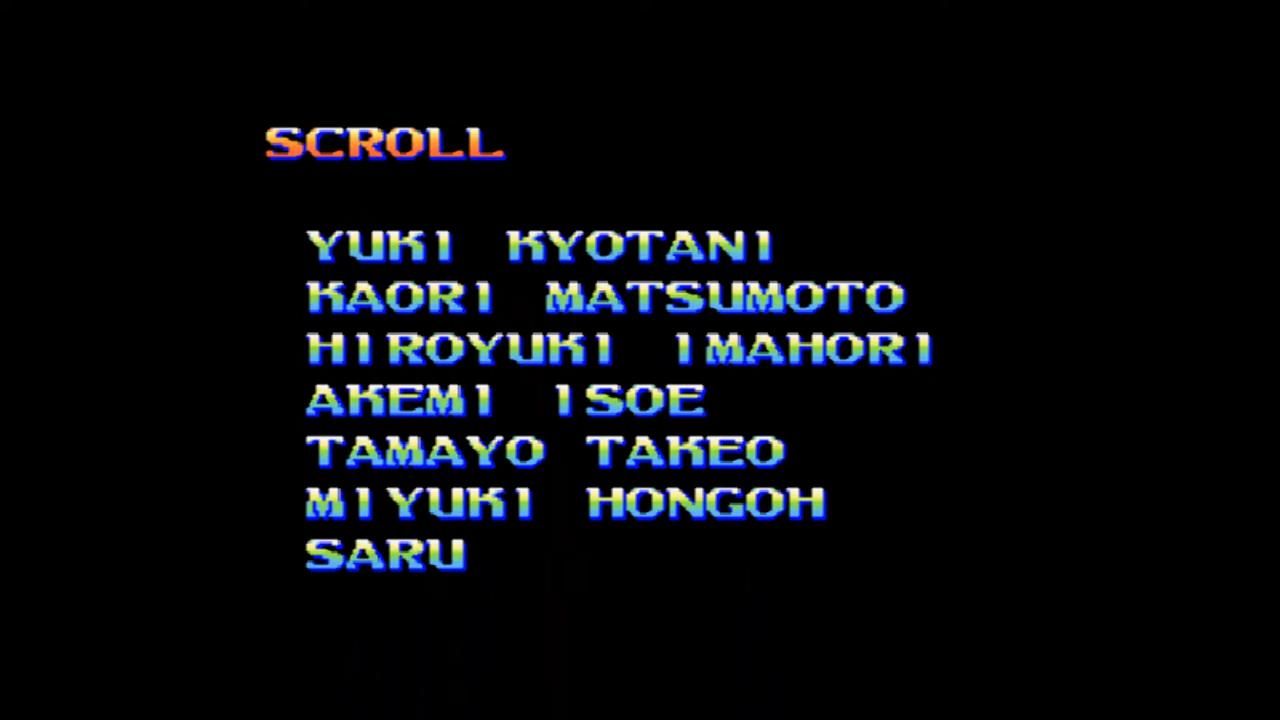 SCROLL
YUKI KYOTANI
KAORI MATSUMOTO
HIROYUKI IMAHORI
AKEMI ISOE
TAMAYO TAKEO
MIYUKI HONGOH
SARU